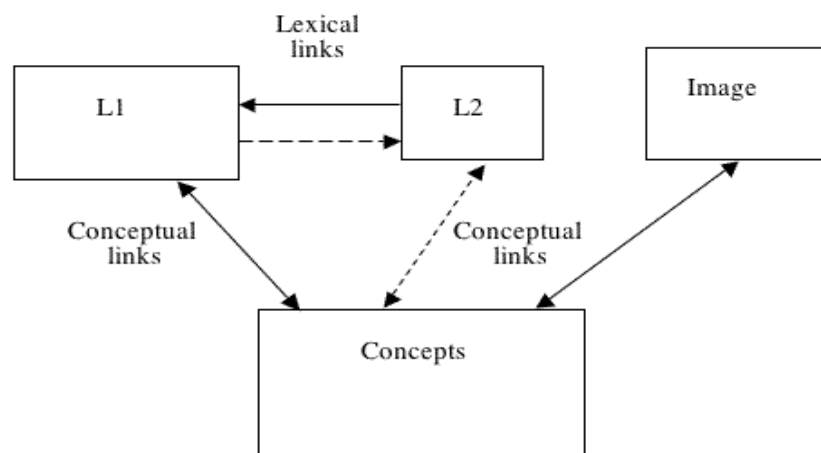 Lexical
links
L1
L2
Image
Conceptual
links
Conceptual
links
Concepts